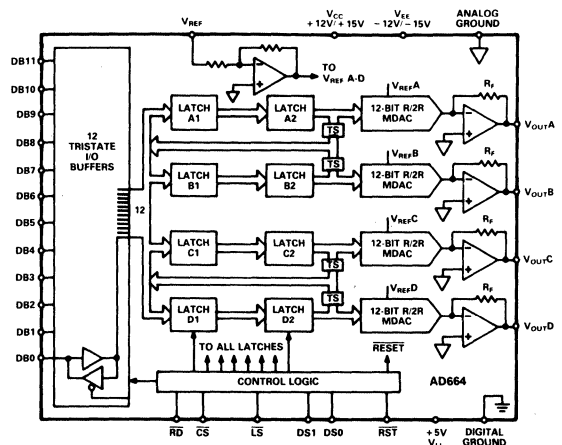 VREF
VCC
+12V/+15V
VEE
−12V/−15V
ANALOG
GROUND
DB11
DB10
DB9
DB8
DB7
DB6
DB5
DB4
DB3
DB2
DB1
DB0
12
TRISTATE
I/O
BUFFERS
12
TO
VREF A-D
LATCH
A1
LATCH
A2
TS
VREFA
12-BIT R/2R
MDAC
RF
VOUTA
TS
LATCH
B1
LATCH
B2
VREFB
12-BIT R/2R
MDAC
RF
VOUTB
LATCH
C1
LATCH
C2
TS
VREFC
12-BIT R/2R
MDAC
RF
VOUTC
TS
LATCH
D1
LATCH
D2
VREFD
12-BIT R/2R
MDAC
RF
VOUTD
TO ALL LATCHES
RESET
CONTROL LOGIC
AD664
RD
CS
LS
DS1
DS0
RST
+5V
DIGITAL
GROUND